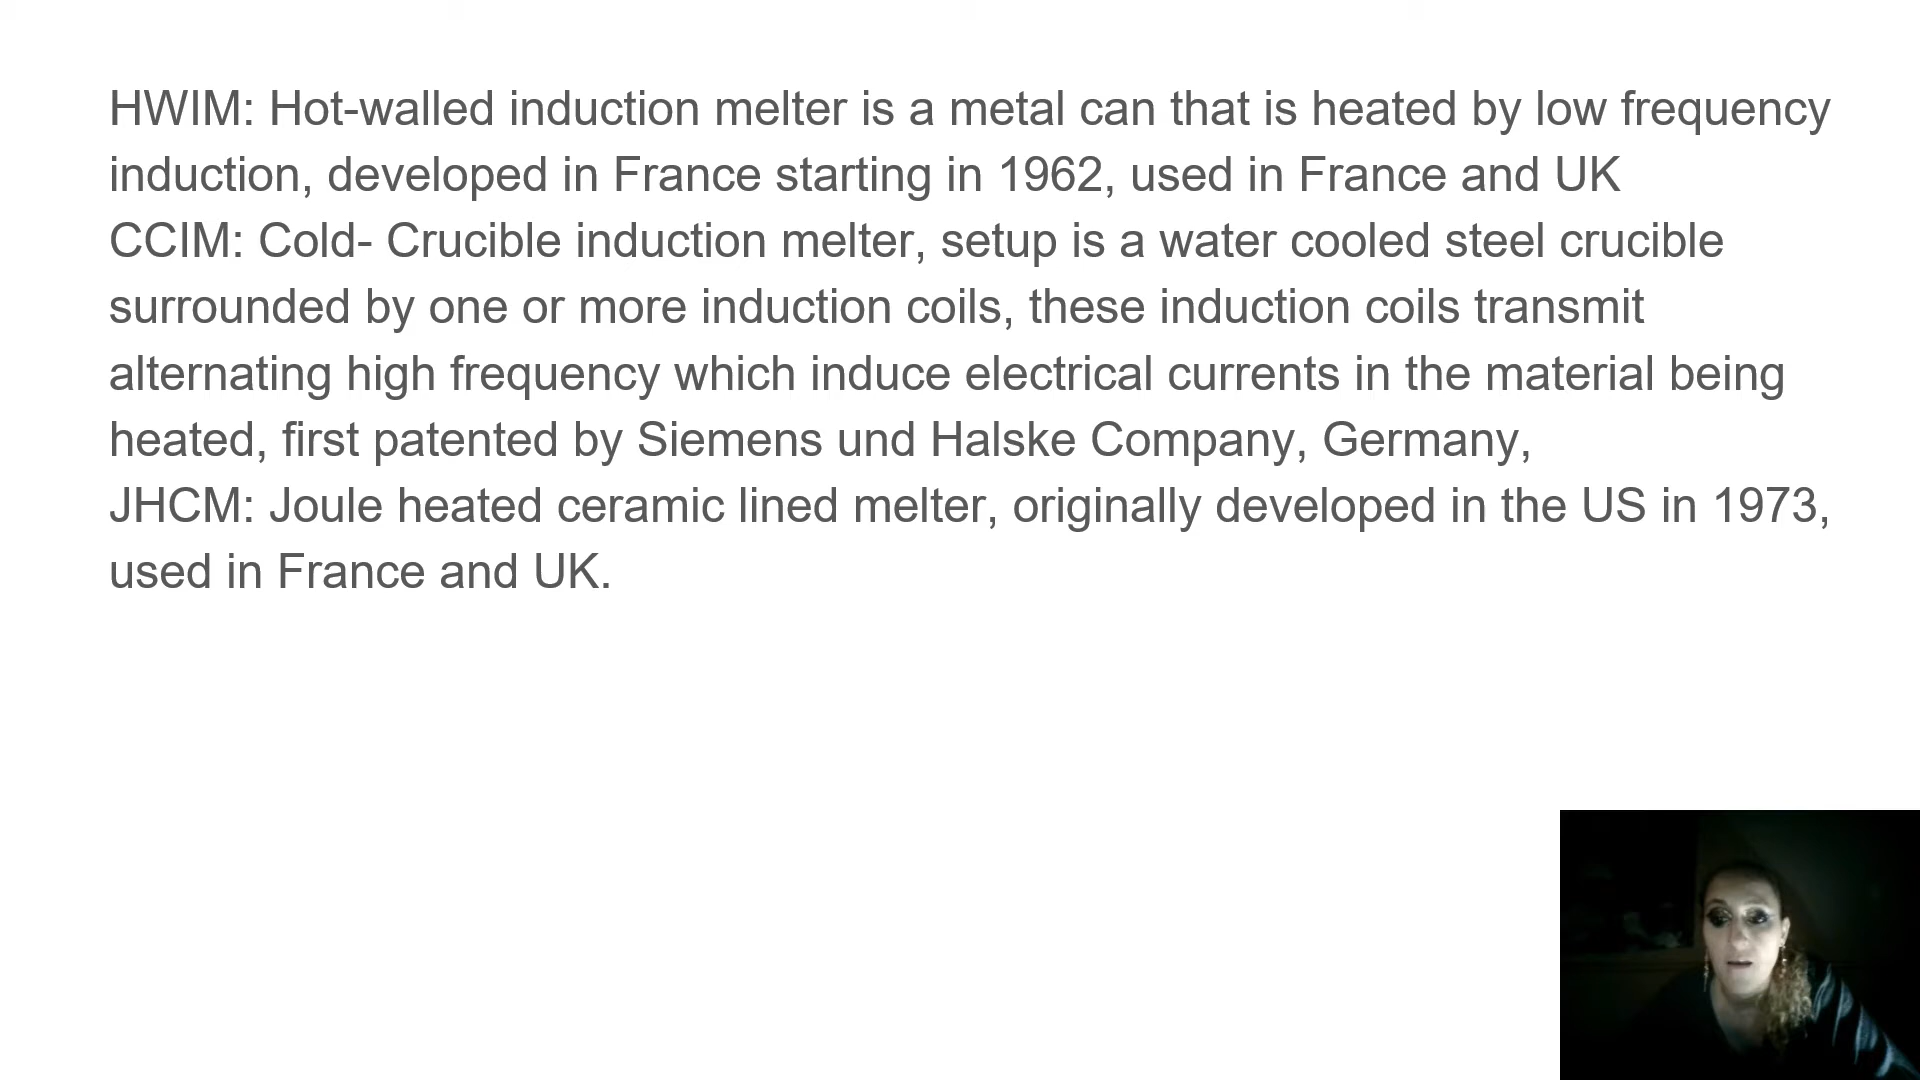 HWIM: Hot-walled induction melter is a metal can that is heated by low frequency
induction, developed in France starting in 1962, used in France and UK
CCIM: Cold- Crucible induction melter, setup is a water cooled steel crucible
surrounded by one or more induction coils, these induction coils transmit
alternating high frequency which induce electrical currents in the material being
heated, first patented by Siemens und Halske Company, Germany,
JHCM: Joule heated ceramic lined melter, originally developed in the US in 1973,
used in France and UK.